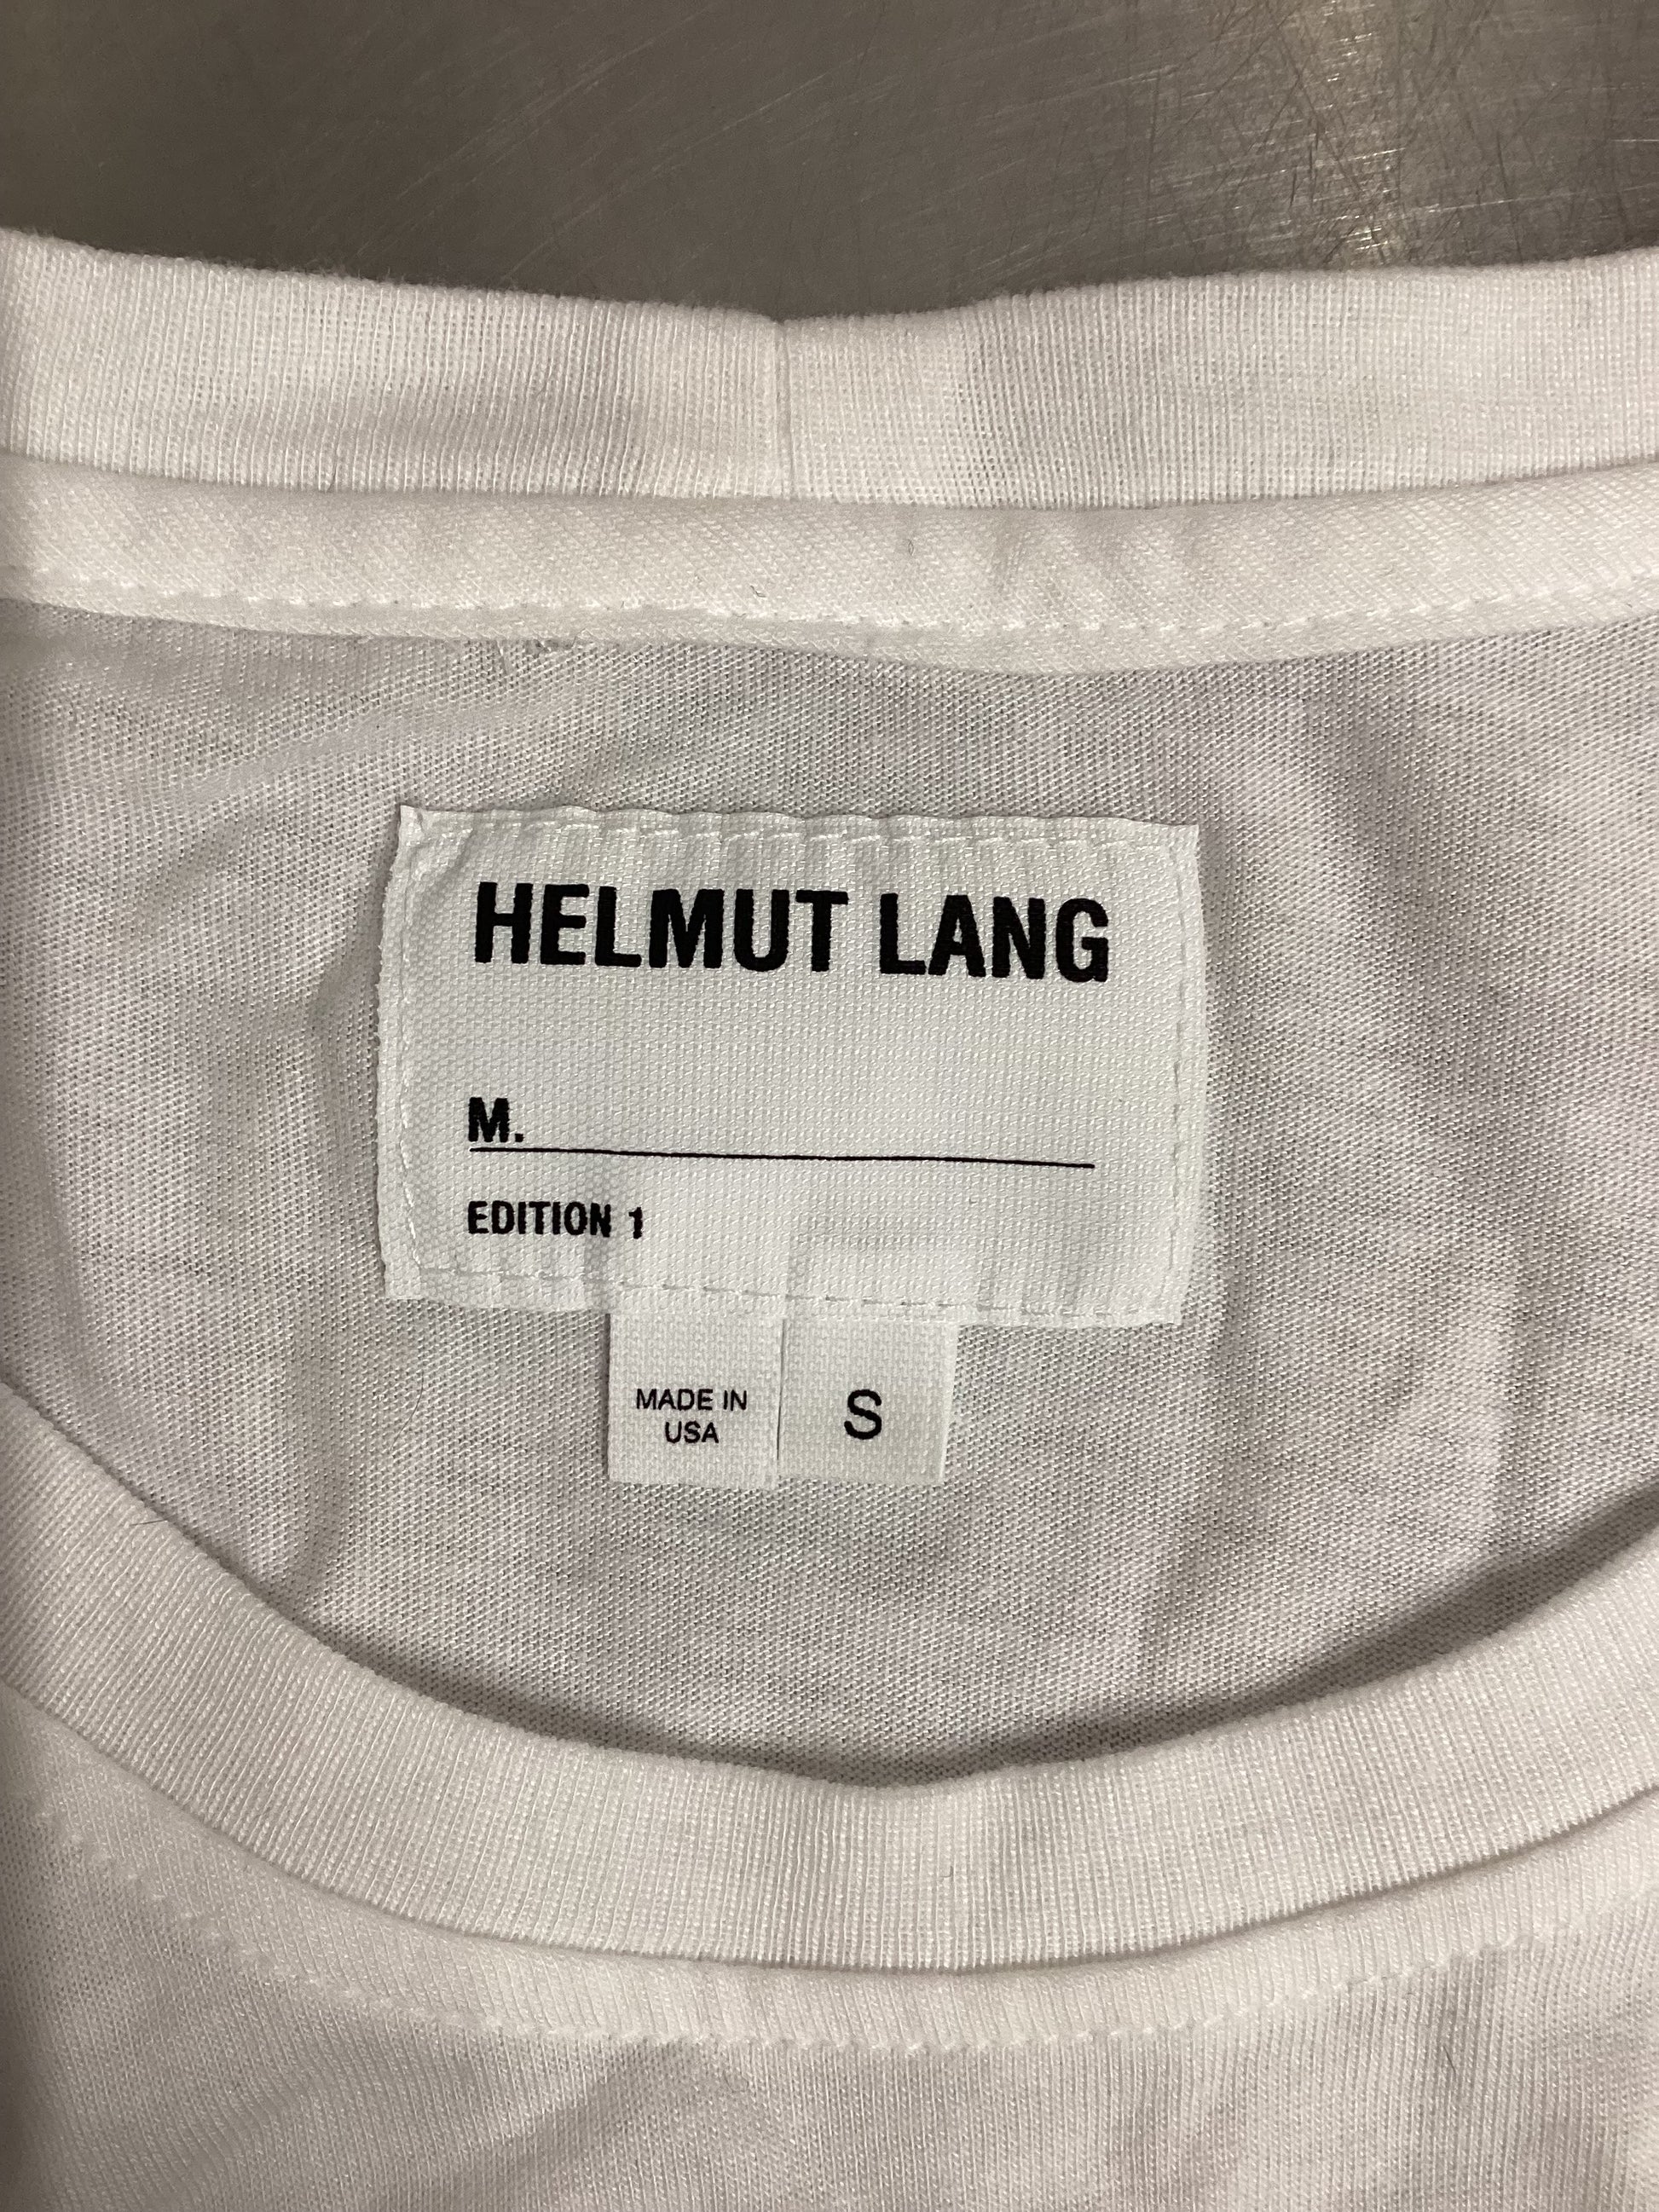 HELMUT LANG
M.
EDITION 1
MADE IN
USA
S